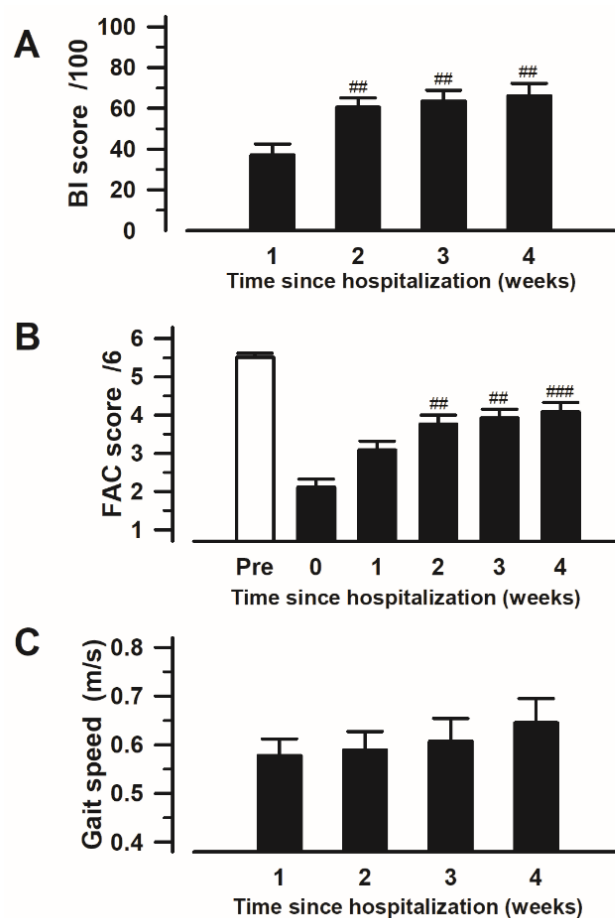 A
BI score /100
100
80
60
40
20
0
## ## ##
1 2 3 4
Time since hospitalization (weeks)
B
FAC score /6
6
5
4
3
2
1
## ## ###
Pre 0 1 2 3 4
Time since hospitalization (weeks)
C
Gait speed (m/s)
0.8
0.7
0.6
0.5
0.4
1 2 3 4
Time since hospitalization (weeks)